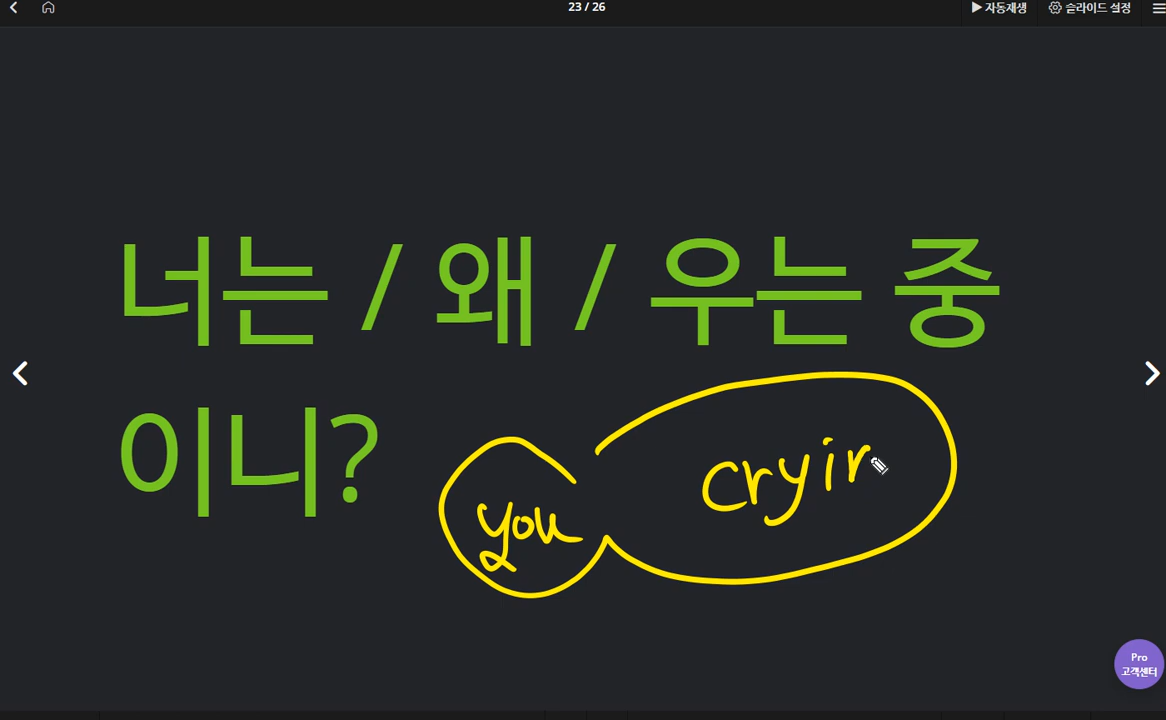 23 / 26
자동재생
슬라이드 설정
너는 / 왜 / 우는 중
이니?
cryin
you
Pro
고객센터